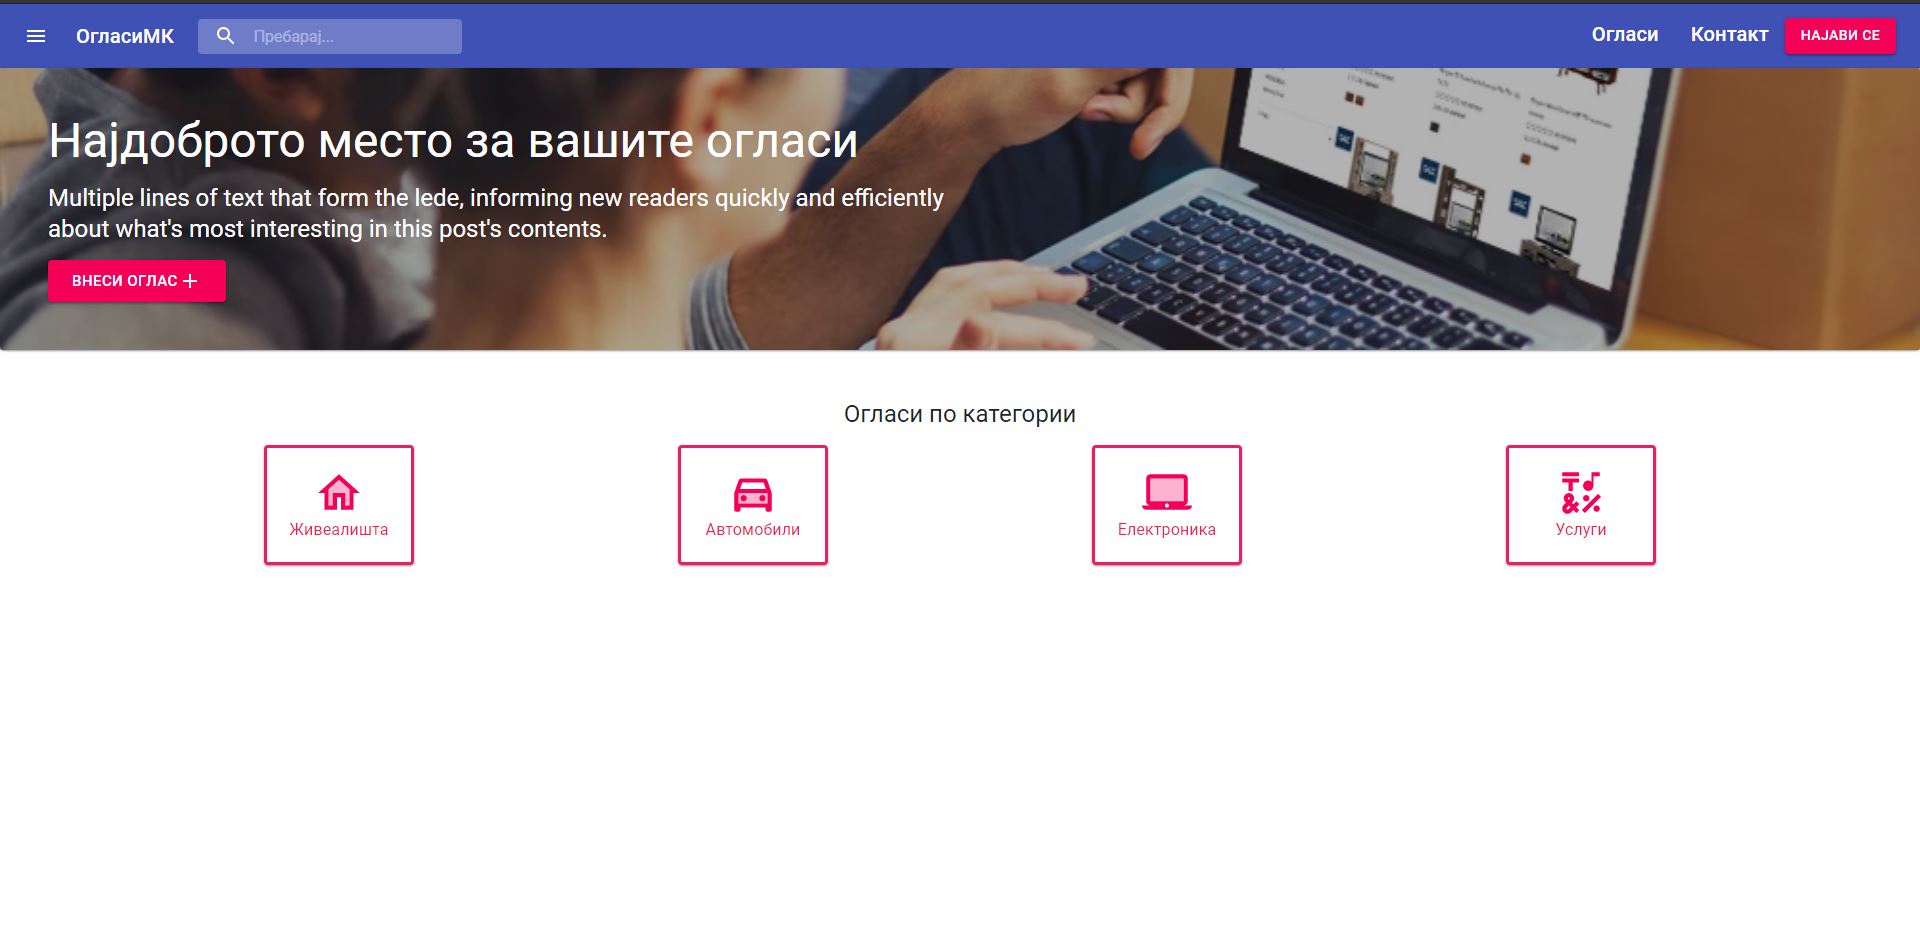 ОгласиМК
Пребарај...
Огласи
Контакт
НАЈАВИ СЕ
Најдоброто место за вашите огласи
Multiple lines of text that form the lede, informing new readers quickly and efficiently
about what's most interesting in this post's contents.
ВНЕСИ ОГЛАС
Огласи по категории
Живеалишта
Автомобили
Електроника
Услуги